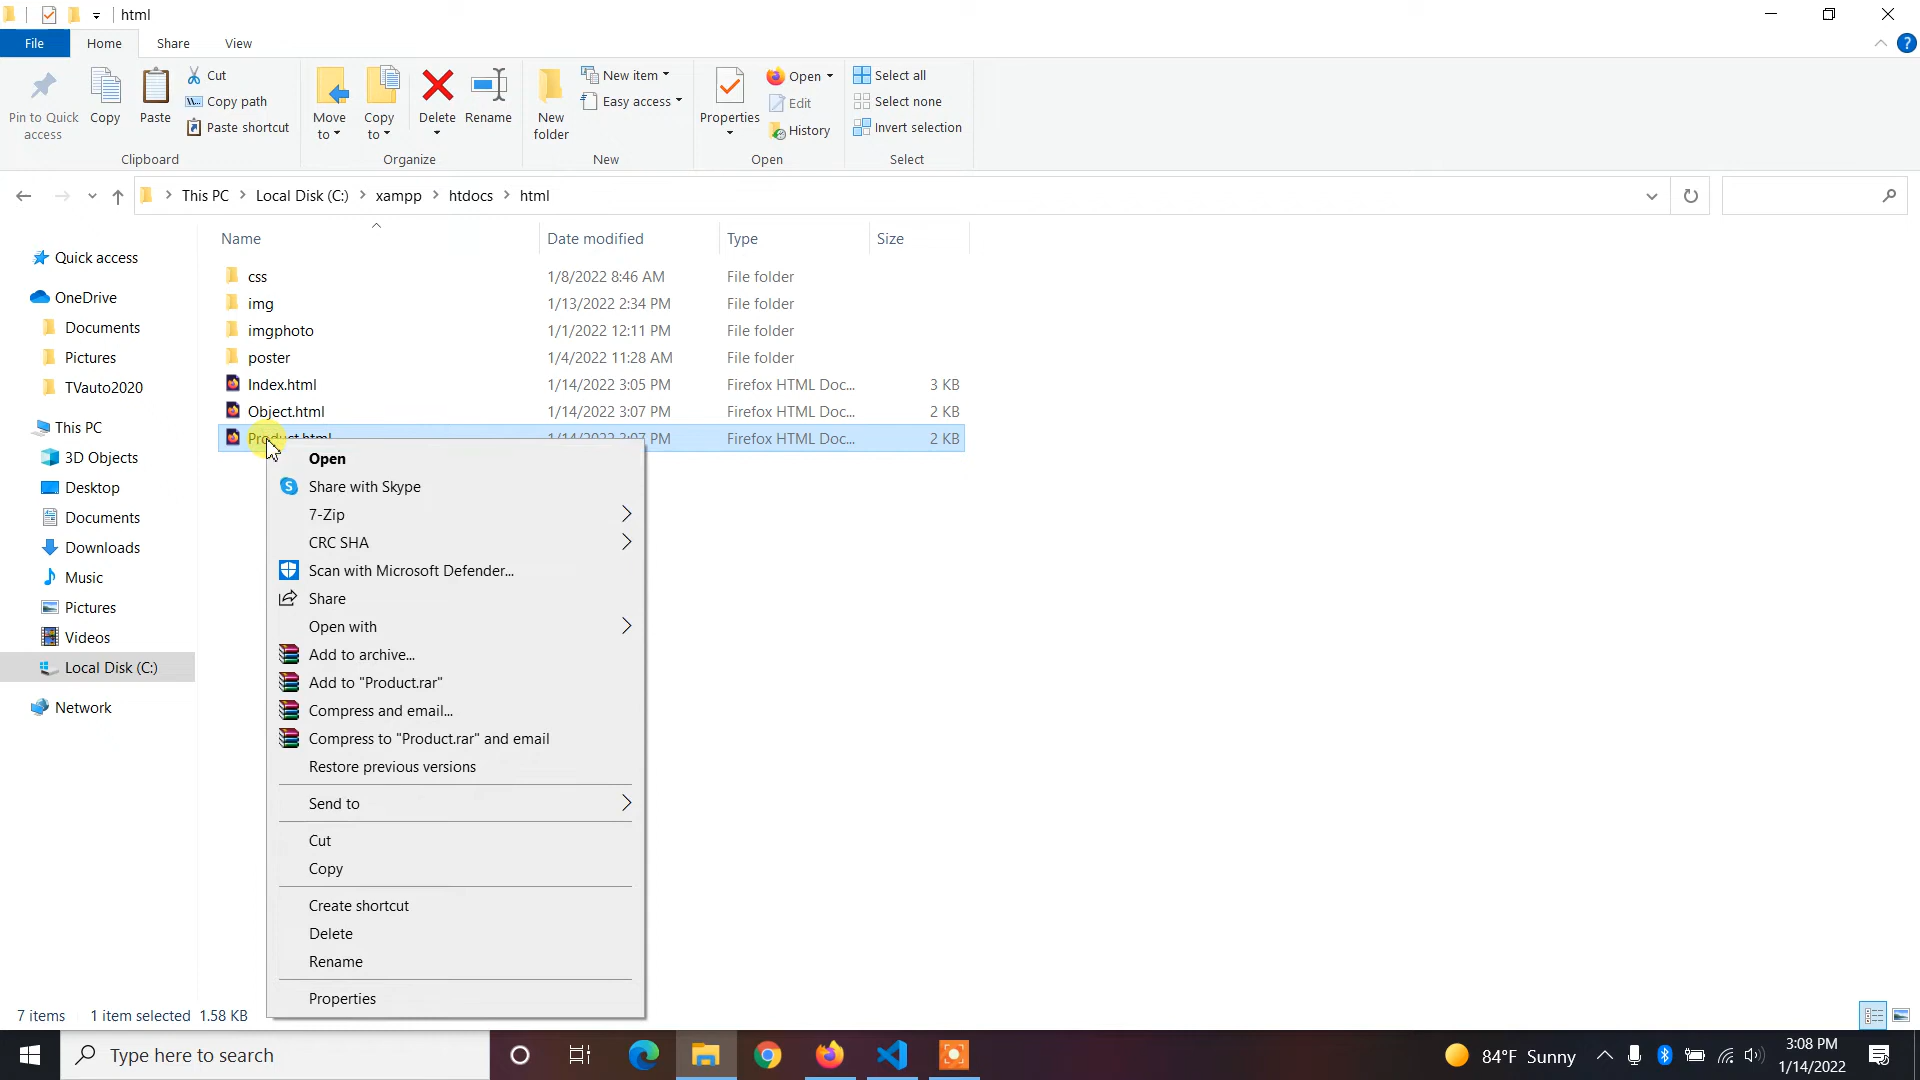 html
File Home Share View
Pin to Quick access
Copy
Paste
Cut
Copy path
Paste shortcut
Clipboard
Move to
Copy to
Delete
Rename
Organize
New folder
New item
Easy access
New
Properties
Open
Edit
History
Open
Select all
Select none
Invert selection
Select
This PC Local Disk (C:) xampp htdocs html
Name Date modified Type Size
Quick access
OneDrive
Documents
Pictures
TVauto2020
This PC
3D Objects
Desktop
Documents
Downloads
Music
Pictures
Videos
Local Disk (C:)
Network
css 1/8/2022 8:46 AM File folder
img 1/13/2022 2:34 PM File folder
imgphoto 1/1/2022 12:11 PM File folder
poster 1/4/2022 11:28 AM File folder
Index.html 1/14/2022 3:05 PM Firefox HTML Doc... 3 KB
Object.html 1/14/2022 3:07 PM Firefox HTML Doc... 2 KB
Product.html 1/14/2022 3:07 PM Firefox HTML Doc... 2 KB
Open
Share with Skype
7-Zip
CRC SHA
Scan with Microsoft Defender...
Share
Open with
Add to archive...
Add to "Product.rar"
Compress and email...
Compress to "Product.rar" and email
Restore previous versions
Send to
Cut
Copy
Create shortcut
Delete
Rename
Properties
7 items 1 item selected 1.58 KB
Type here to search
84°F Sunny
3:08 PM
1/14/2022